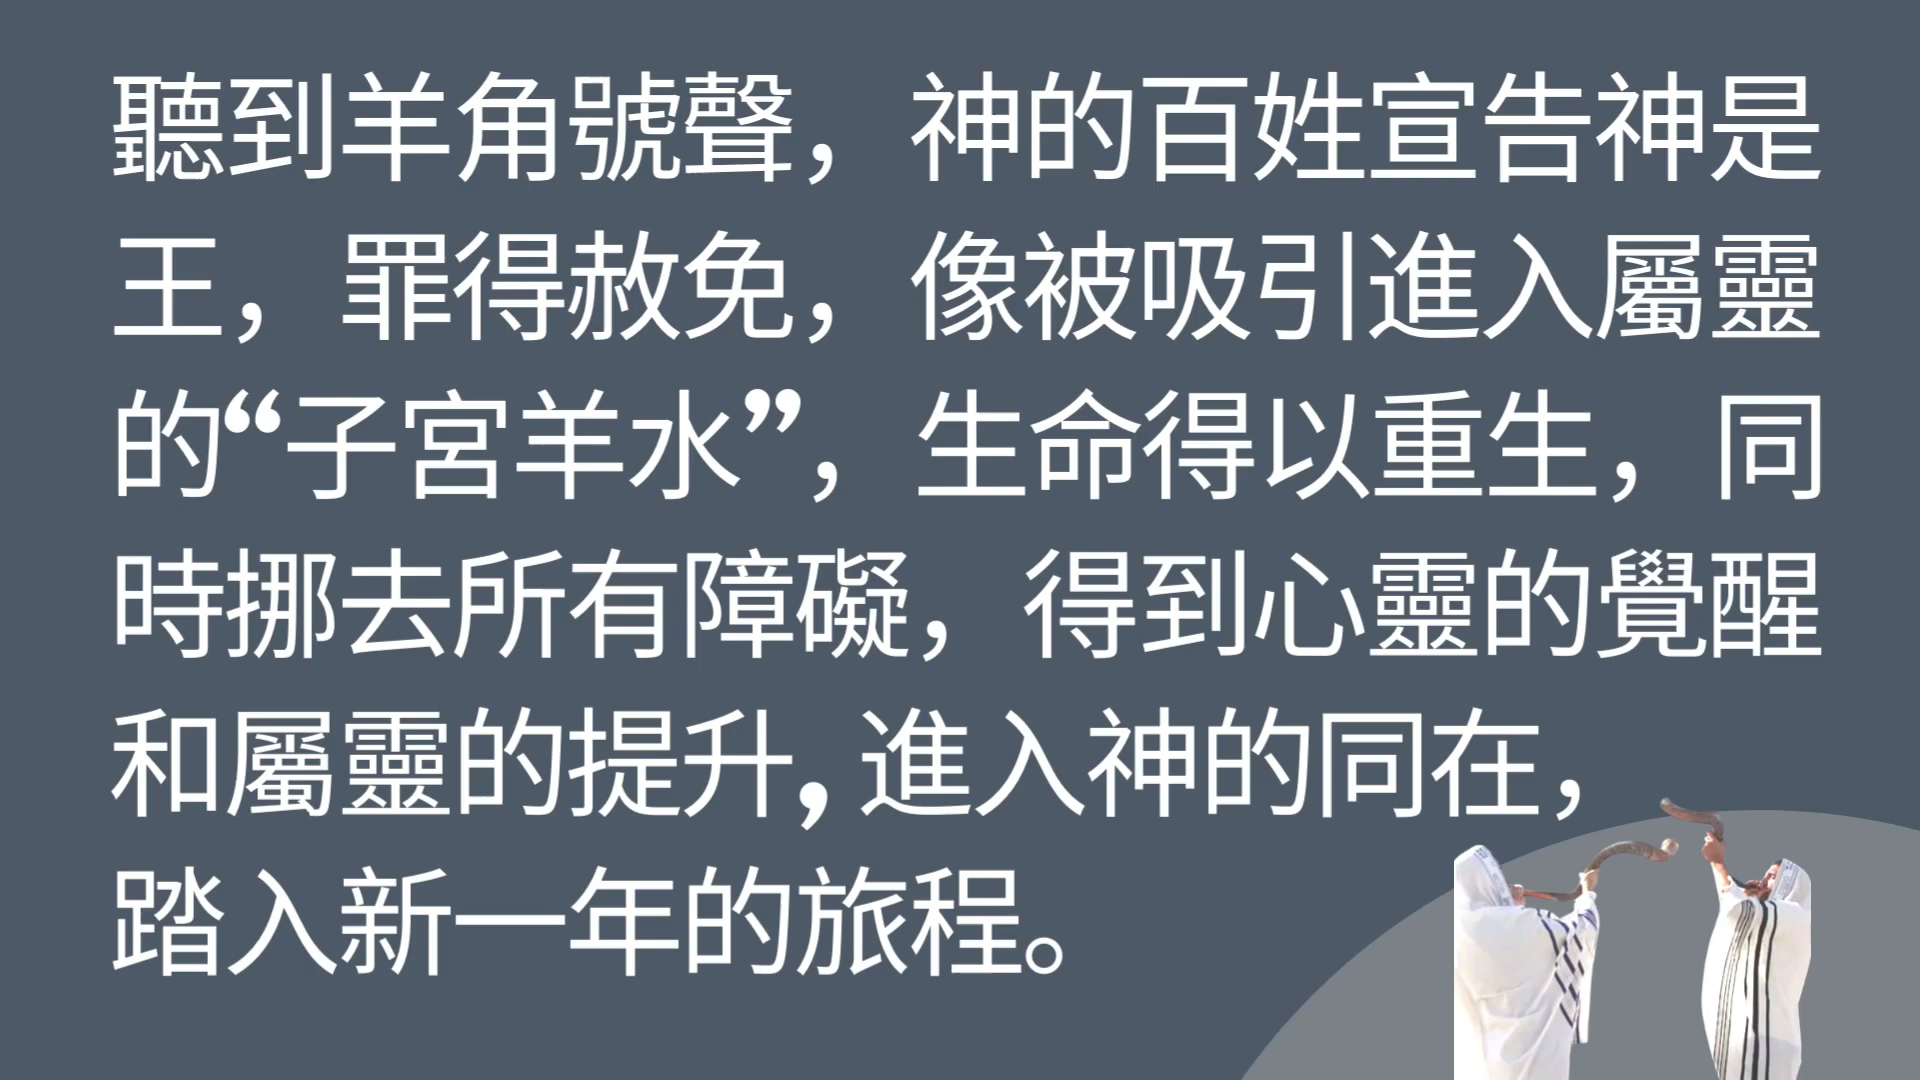 聽到羊角號聲，神的百姓宣告神是
王，罪得赦免，像被吸引進入屬靈
的“子宮羊水”，生命得以重生，同
時挪去所有障礙，得到心靈的覺醒
和屬靈的提升,進入神的同在，
踏入新一年的旅程。